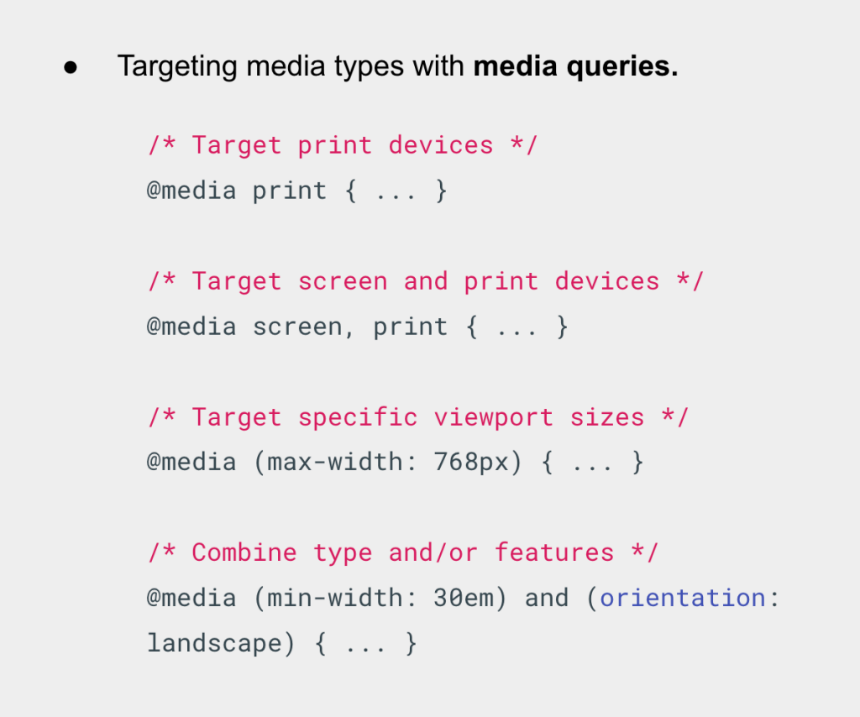 ● Targeting media types with media queries.
/* Target print devices */
@media print { ... }
/* Target screen and print devices */
@media screen, print { ... }
/* Target specific viewport sizes */
@media (max-width: 768px) { ... }
/* Combine type and/or features */
@media (min-width: 30em) and (orientation:
landscape) { ... }